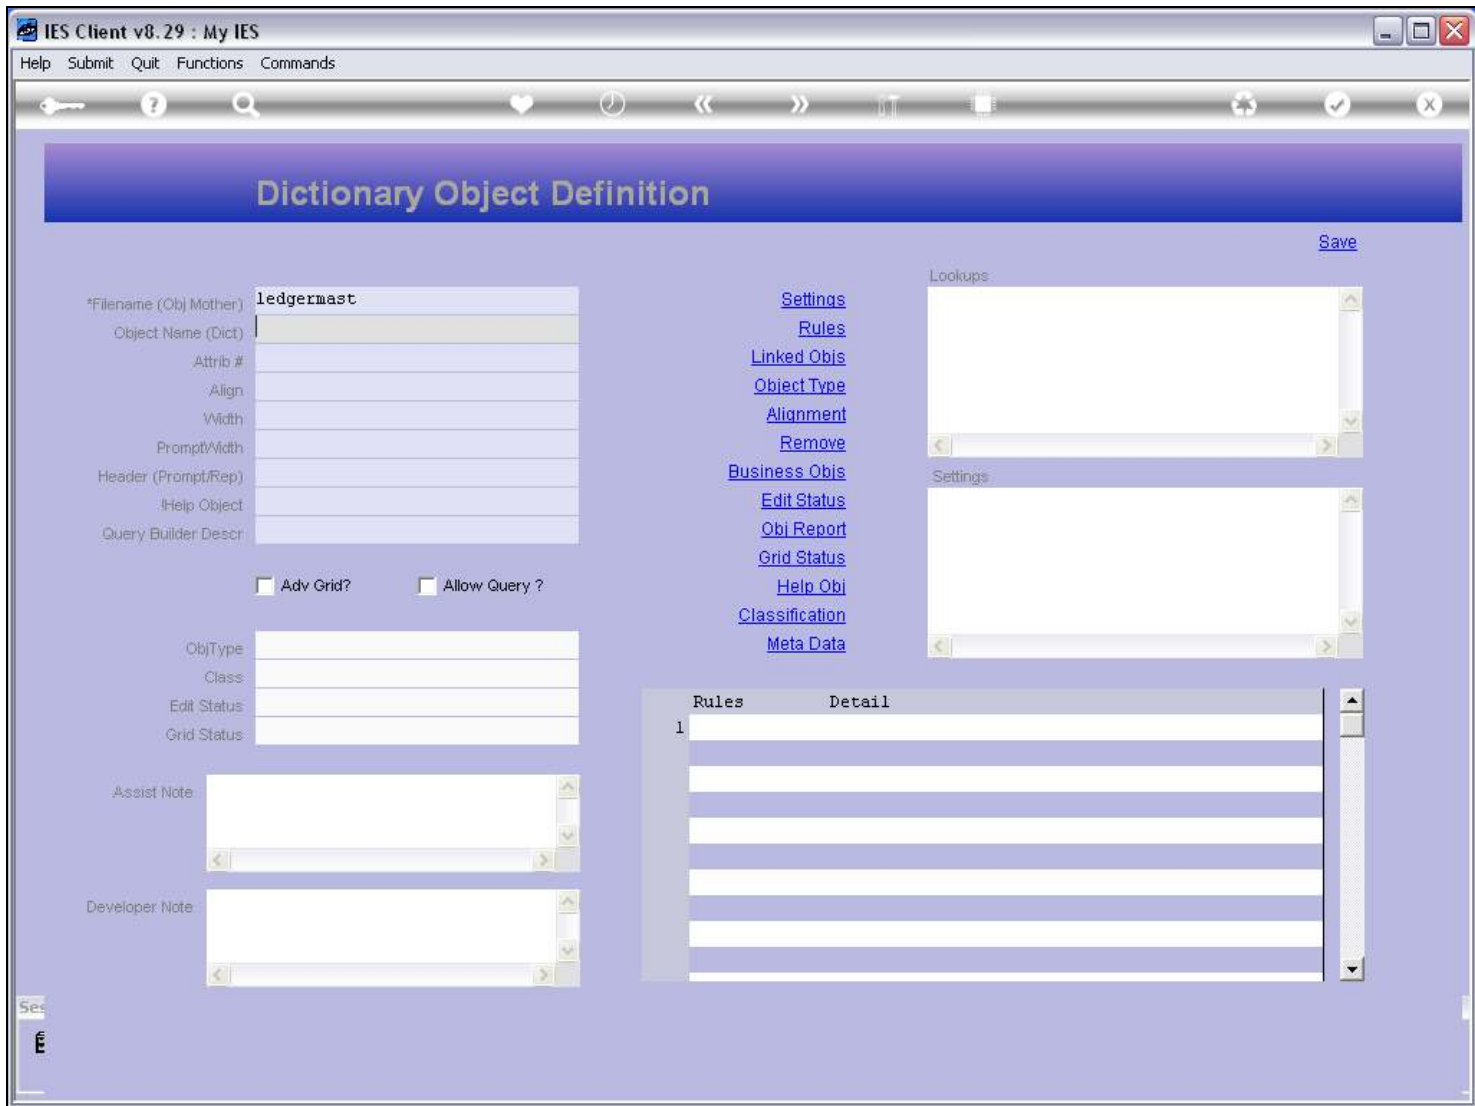 IES Client v8.29 : My IES
Help Submit Quit Functions Commands
Dictionary Object Definition
Save
*Filename (Obj Mother) ledgermast
Object Name (Dict)
Attrib #
Align
Width
PromptWidth
Header (Prompt/Rep)
!Help Object
Query Builder Descr
Adv Grid? Allow Query ?
ObjType
Class
Edit Status
Grid Status
Assist Note
Developer Note
Settings
Rules
Linked Objs
Object Type
Alignment
Remove
Business Objs
Edit Status
Obj Report
Grid Status
Help Obj
Classification
Meta Data
Lookups
Settings
Rules Detail
1
Ses